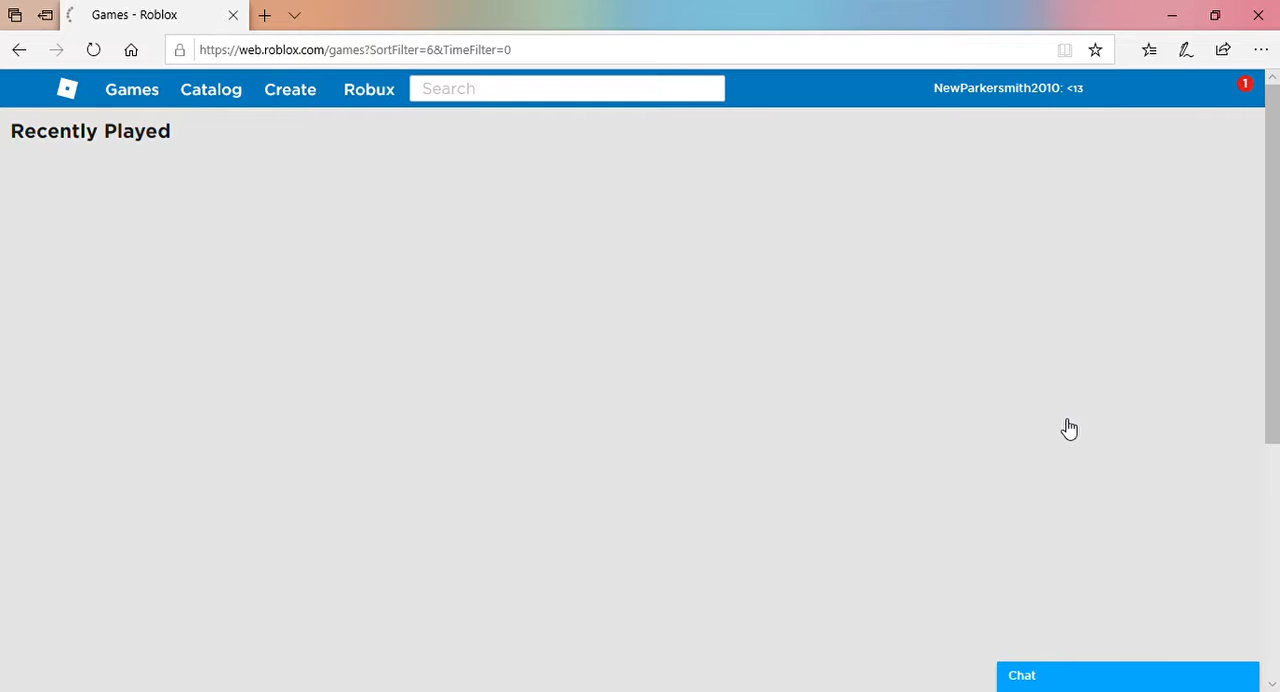 Games - Roblox
https://web.roblox.com/games?SortFilter=6&TimeFilter=0
Games Catalog Create Robux Search NewParkersmith2010: <13 1
Recently Played
Chat